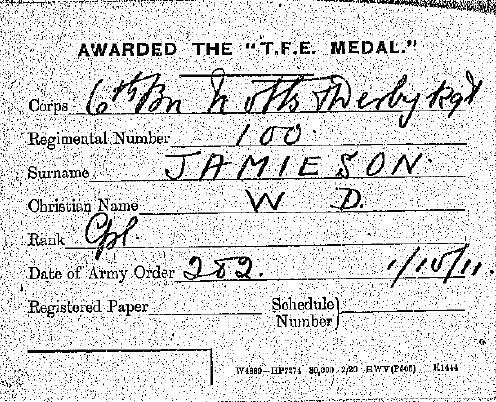 AWARDED THE "T.F.E. MEDAL."
Corps 6th Bn Notts & Derby Rgt
Regimental Number 100.
Surname JAMIESON.
Christian Name W D.
Rank Cpl.
Date of Army Order 282. 1/10/11.
Registered Paper Schedule
Number
K1414